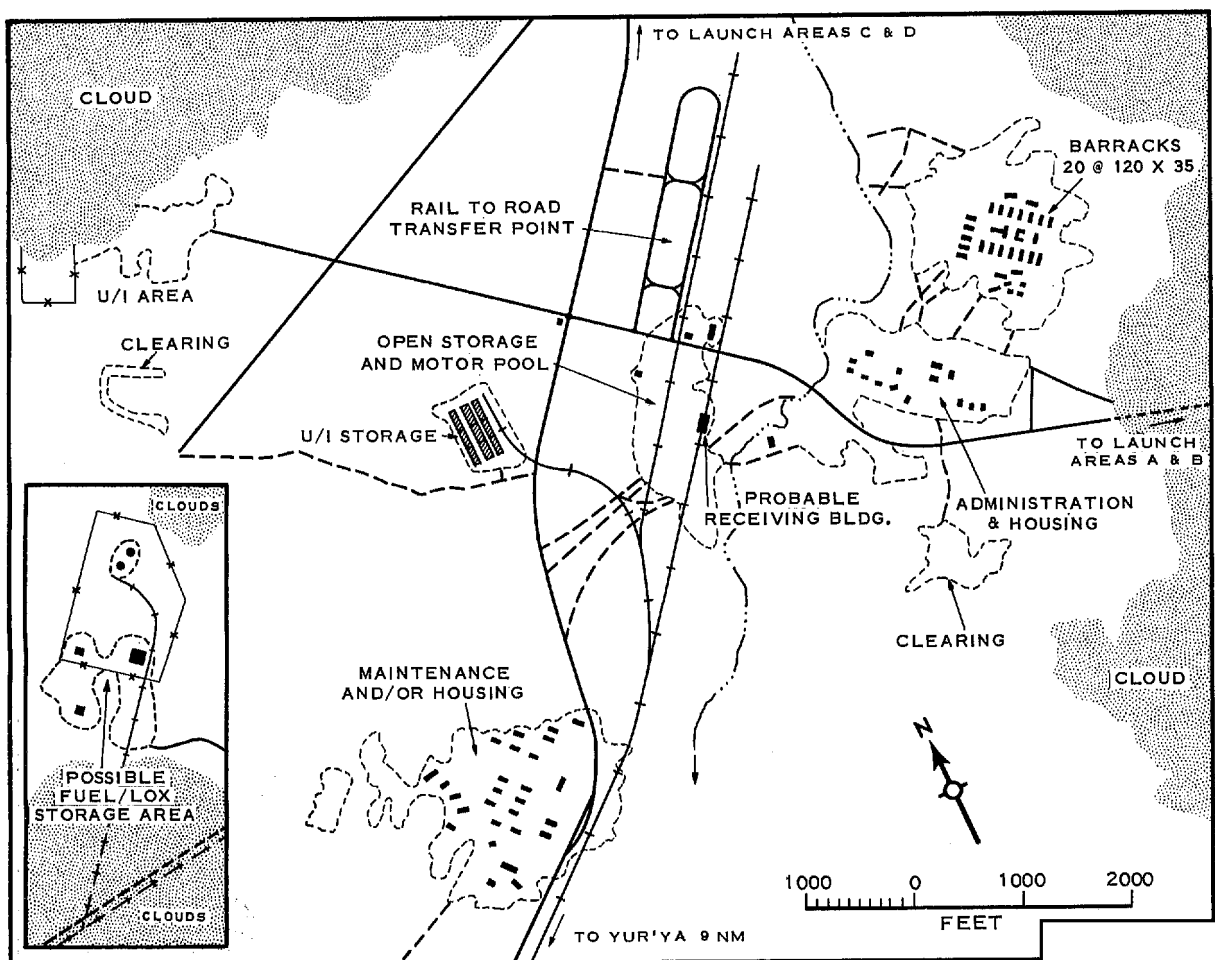 TO LAUNCH AREAS C & D
CLOUD
BARRACKS
20 @ 120 X 35
RAIL TO ROAD
TRANSFER POINT
U/I AREA
CLEARING
OPEN STORAGE
AND MOTOR POOL
U/I STORAGE
TO LAUNCH
AREAS A & B
PROBABLE
RECEIVING BLDG.
ADMINISTRATION
& HOUSING
CLOUDS
CLEARING
MAINTENANCE
AND/OR HOUSING
CLOUD
N
POSSIBLE
FUEL/LOX
STORAGE AREA
CLOUDS
1000 0 1000 2000
FEET
TO YUR'YA 9 NM